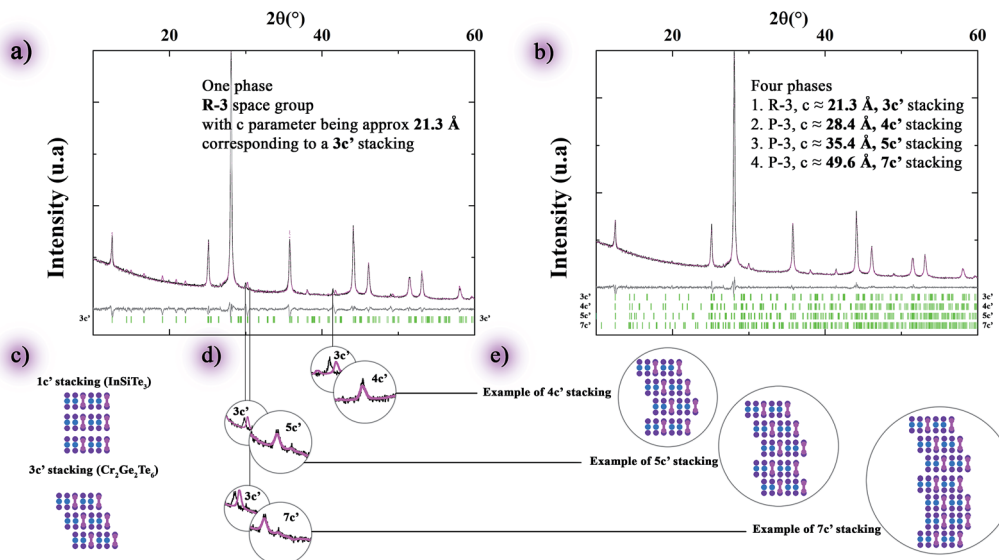 2θ(°)
a)
20
40
60
One phase
R-3 space group
with c parameter being approx 21.3 Å
corresponding to a 3c' stacking
Intensity (u.a)
3c'
3c'
2θ(°)
b)
20
40
60
Four phases
1. R-3, c ≈ 21.3 Å, 3c' stacking
2. P-3, c ≈ 28.4 Å, 4c' stacking
3. P-3, c ≈ 35.4 Å, 5c' stacking
4. P-3, c ≈ 49.6 Å, 7c' stacking
Intensity (u.a)
3c'
4c'
5c'
7c'
3c'
4c'
5c'
7c'
c)
1c' stacking (InSiTe₃)
3c' stacking (Cr₂Ge₂Te₆)
d)
3c'
4c'
3c'
5c'
3c'
7c'
e)
Example of 4c' stacking
Example of 5c' stacking
Example of 7c' stacking